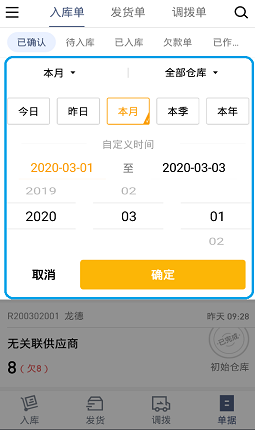 入库单 发货单 调拨单
已确认 待入库 已入库 欠款单 已作...
本月 全部仓库
今日 昨日 本月 本季 本年
自定义时间
2020-03-01 至 2020-03-03
2019 02
2020 03 01
02
取消 确定
R200302001 龙德 昨天 09:28
已完成
无关联供应商
8 (欠8) 初始仓库
入库 发货 调拨 单据